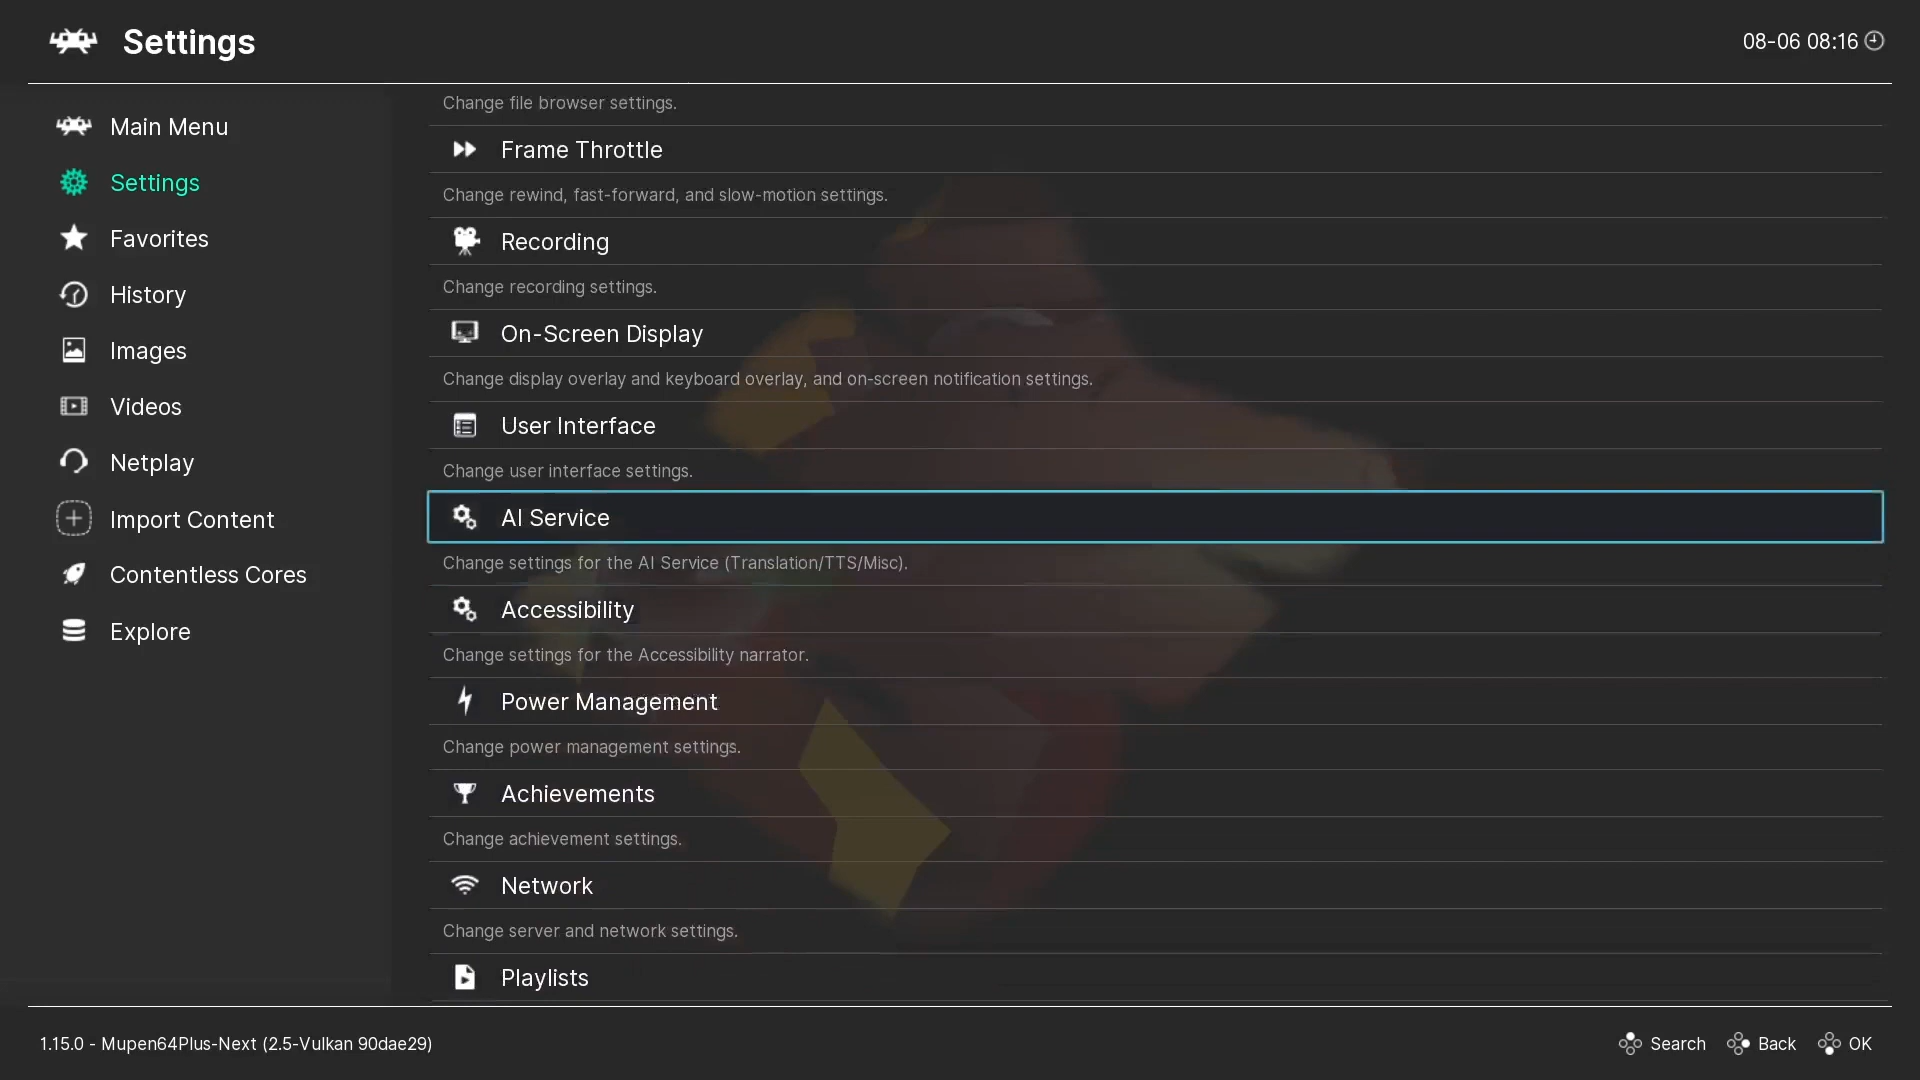 Settings
08-06 08:16
Main Menu
Settings
Favorites
History
Images
Videos
Netplay
Import Content
Contentless Cores
Explore
Change file browser settings.
Frame Throttle
Change rewind, fast-forward, and slow-motion settings.
Recording
Change recording settings.
On-Screen Display
Change display overlay and keyboard overlay, and on-screen notification settings.
User Interface
Change user interface settings.
AI Service
Change settings for the AI Service (Translation/TTS/Misc).
Accessibility
Change settings for the Accessibility narrator.
Power Management
Change power management settings.
Achievements
Change achievement settings.
Network
Change server and network settings.
Playlists
1.15.0 - Mupen64Plus-Next (2.5-Vulkan 90dae29)
Search Back OK